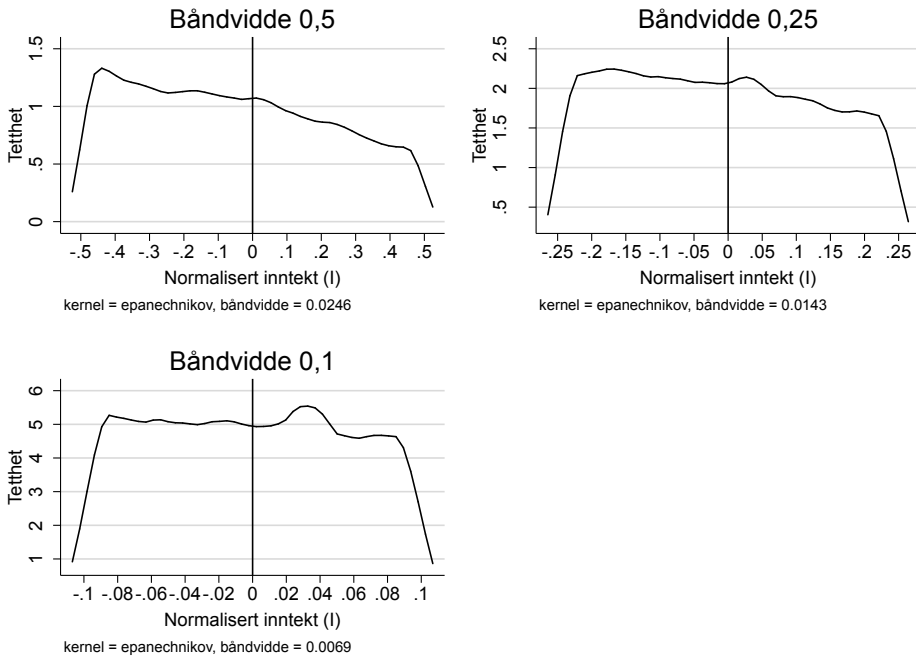 Båndvidde 0,5
Tetthet
0 .5 1 1.5
-.5 -.4 -.3 -.2 -.1 0 .1 .2 .3 .4 .5
Normalisert inntekt (I)
kernel = epanechnikov, båndvidde = 0.0246
Båndvidde 0,25
Tetthet
.5 1 1.5 2 2.5
-.25 -.2 -.15 -.1 -.05 0 .05 .1 .15 .2 .25
Normalisert inntekt (I)
kernel = epanechnikov, båndvidde = 0.0143
Båndvidde 0,1
Tetthet
1 2 3 4 5 6
-.1 -.08 -.06 -.04 -.02 0 .02 .04 .06 .08 .1
Normalisert inntekt (I)
kernel = epanechnikov, båndvidde = 0.0069